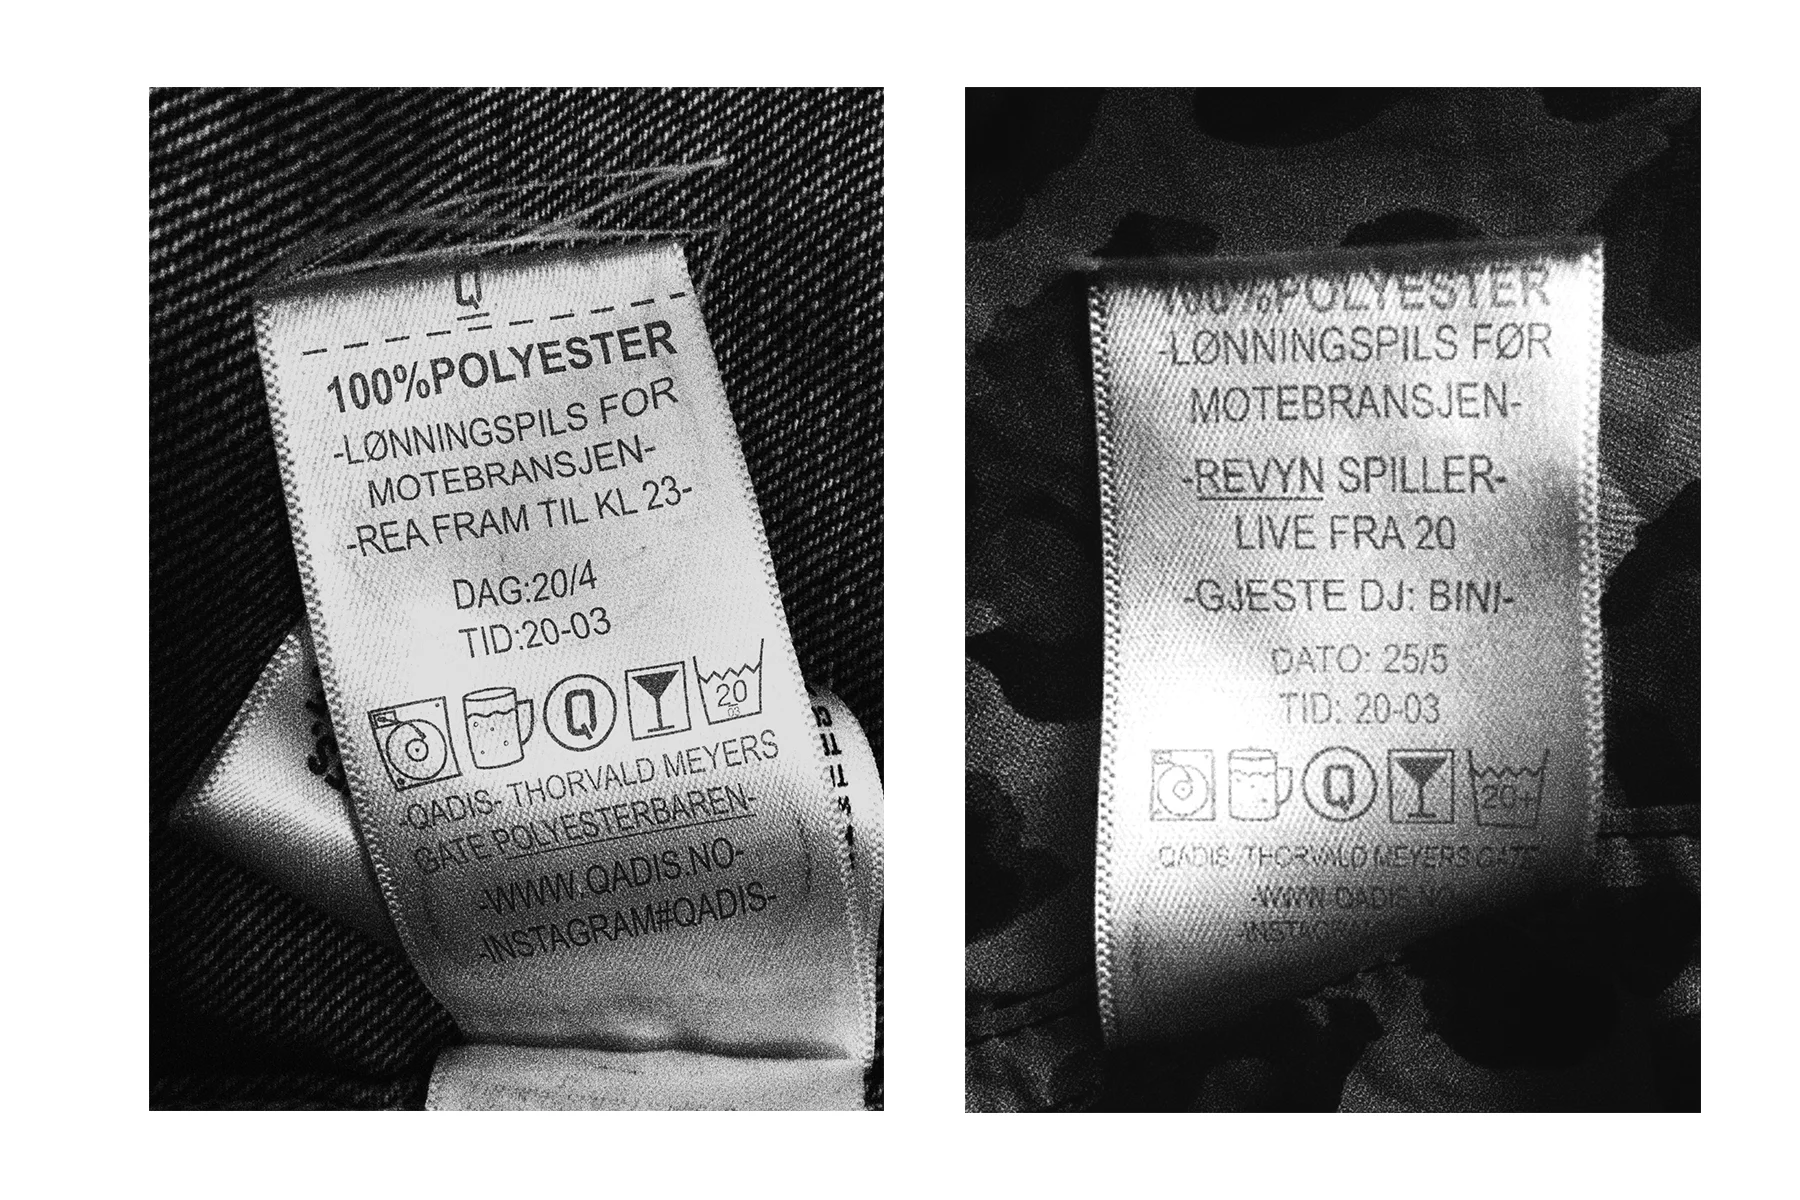 Q
100%POLYESTER
-LØNNINGSPILS FOR
MOTEBRANSJEN-
-REA FRAM TIL KL 23-
DAG:20/4
TID:20-03
Q
20
03
-QADIS- THORVALD MEYERS
GATE POLYESTERBAREN-
-WWW.QADIS.NO-
-INSTAGRAM#QADIS-
100%POLYESTER
-LØNNINGSPILS FØR
MOTEBRANSJEN-
-REVYN SPILLER-
LIVE FRA 20
-GJESTE DJ: BINI-
DATO: 25/5
TID: 20-03
Q
20+
QADIS THORVALD MEYERS GATE
-WWW.QADIS.NO